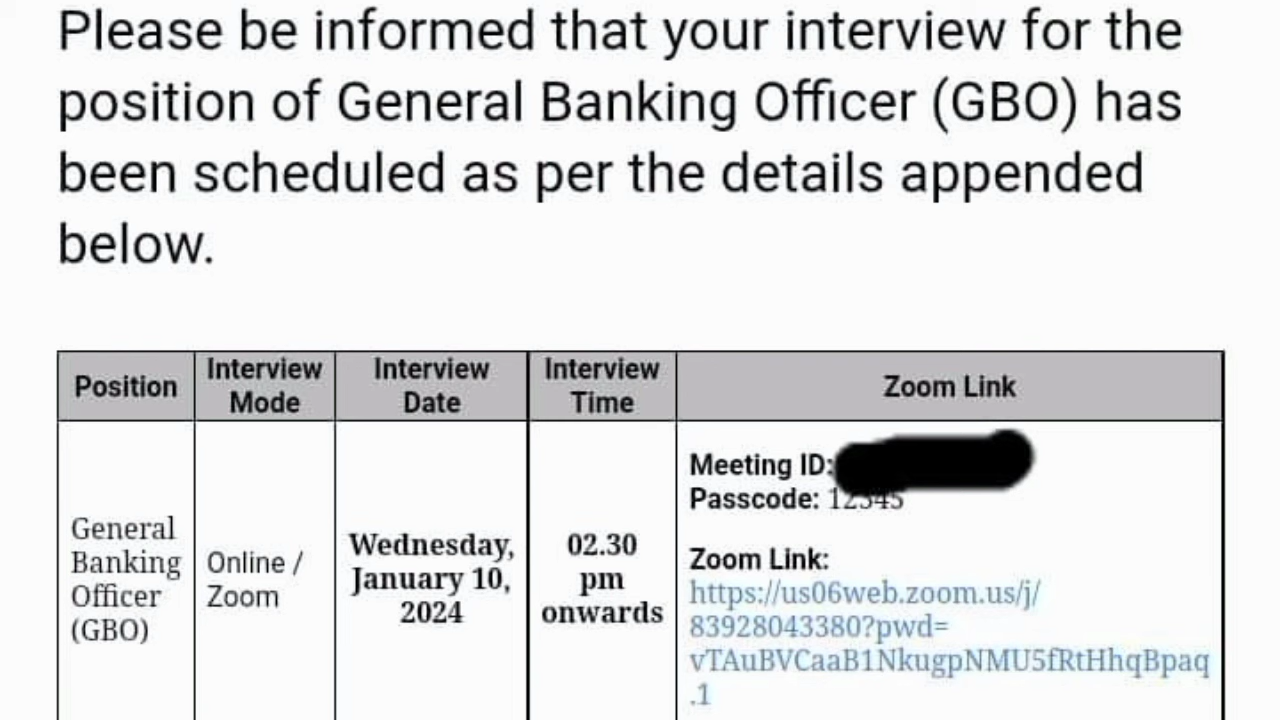 Please be informed that your interview for the
position of General Banking Officer (GBO) has
been scheduled as per the details appended
below.
Position
Interview
Mode
Interview
Date
Interview
Time
Zoom Link
General
Banking
Officer
(GBO)
Online /
Zoom
Wednesday,
January 10,
2024
02.30
pm
onwards
Meeting ID:
Passcode: 12345
Zoom Link:
https://us06web.zoom.us/j/
83928043380?pwd=
vTAuBVCaaB1NkugpNMU5fRtHhqBpaq
.1